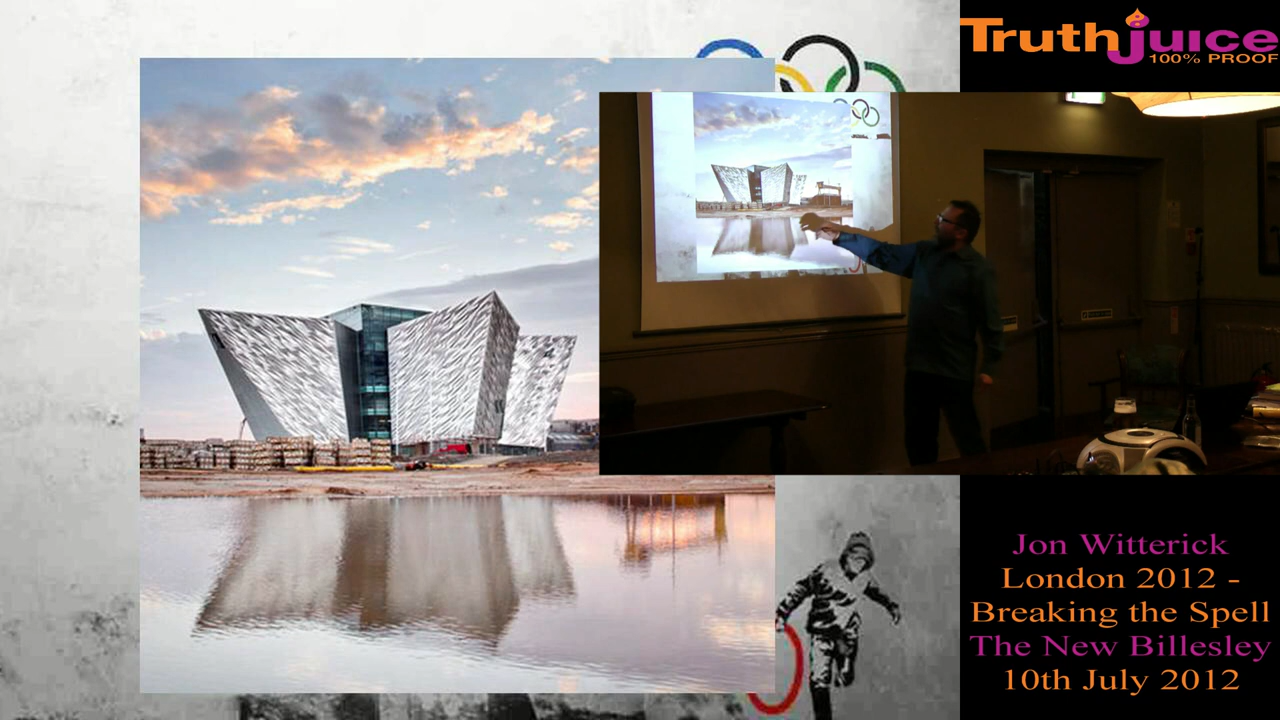 Truthjuice
100% PROOF
Jon Witterick
London 2012 -
Breaking the Spell
The New Billesley
10th July 2012